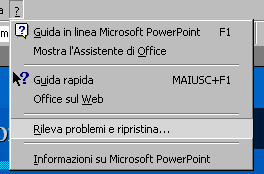 ?
Guida in linea Microsoft PowerPoint F1
Mostra l'Assistente di Office
Guida rapida MAIUSC+F1
Office sul Web
Rileva problemi e ripristina...
Informazioni su Microsoft PowerPoint